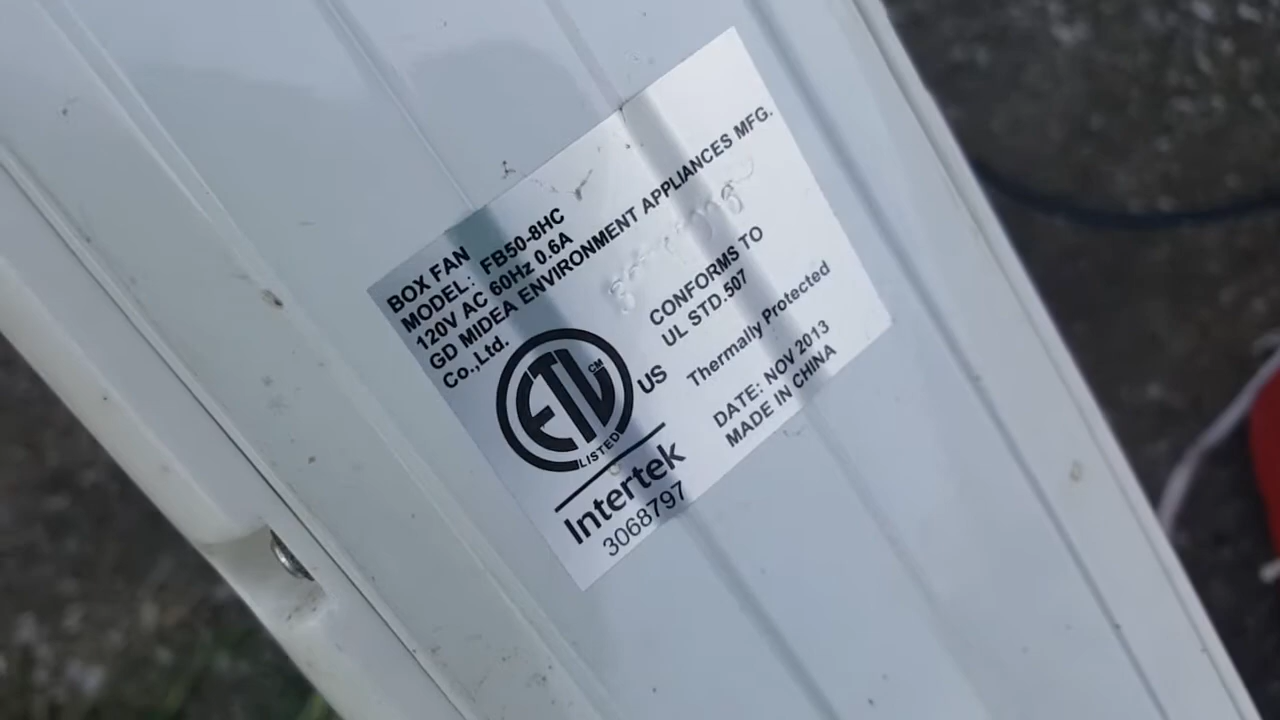 BOX FAN
MODEL: FB50-8HC
120V AC 60Hz 0.6A
GD MIDEA ENVIRONMENT APPLIANCES MFG.
Co.,Ltd.
ETL CM
LISTED
US
Intertek
3068797
CONFORMS TO
UL STD.507
Thermally Protected
DATE: NOV 2013
MADE IN CHINA